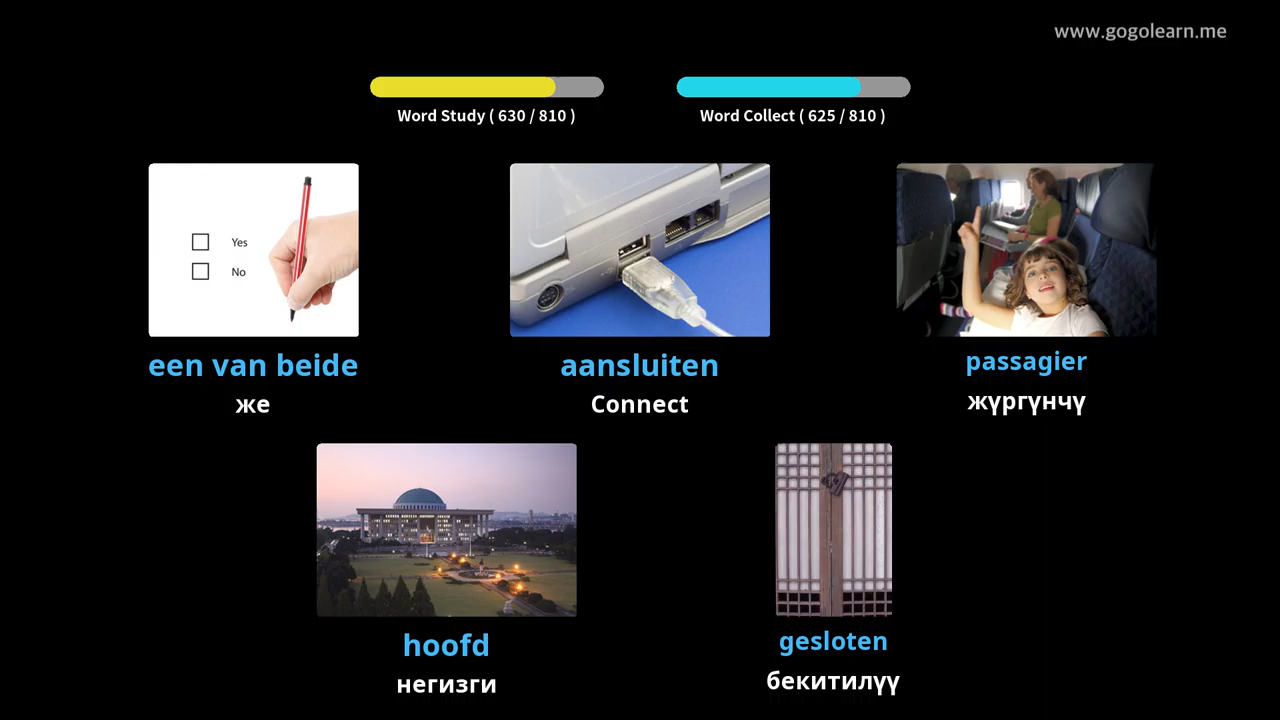 www.gogolearn.me
Word Study ( 630 / 810 )
Word Collect ( 625 / 810 )
Yes
No
een van beide
же
aansluiten
Connect
passagier
жүргүнчү
hoofd
негизги
gesloten
бекитилүү